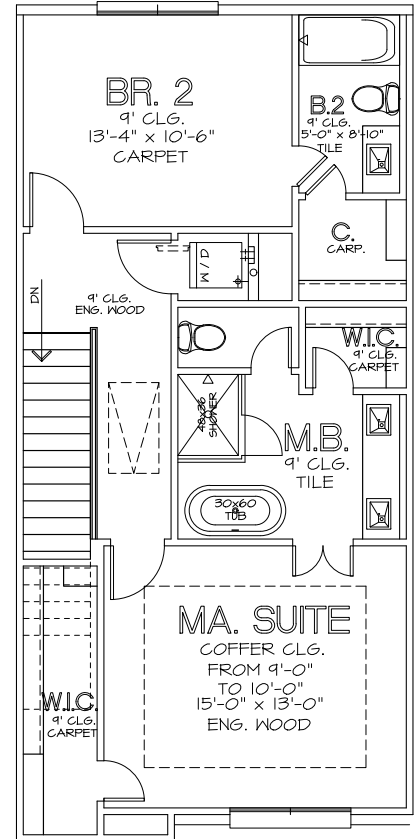 BR. 2
9' CLG.
13'-4" x 10'-6"
CARPET
B.2
9' CLG.
5'-0" x 8'-10"
TILE
C.
CARP.
W/D
DN
9' CLG.
ENG. WOOD
W.I.C.
9' CLG.
CARPET
48x36
SHOWER
M.B.
9' CLG.
TILE
30x60
TUB
MA. SUITE
COFFER CLG.
FROM 9'-0"
TO 10'-0"
15'-0" x 13'-0"
ENG. WOOD
W.I.C.
9' CLG.
CARPET